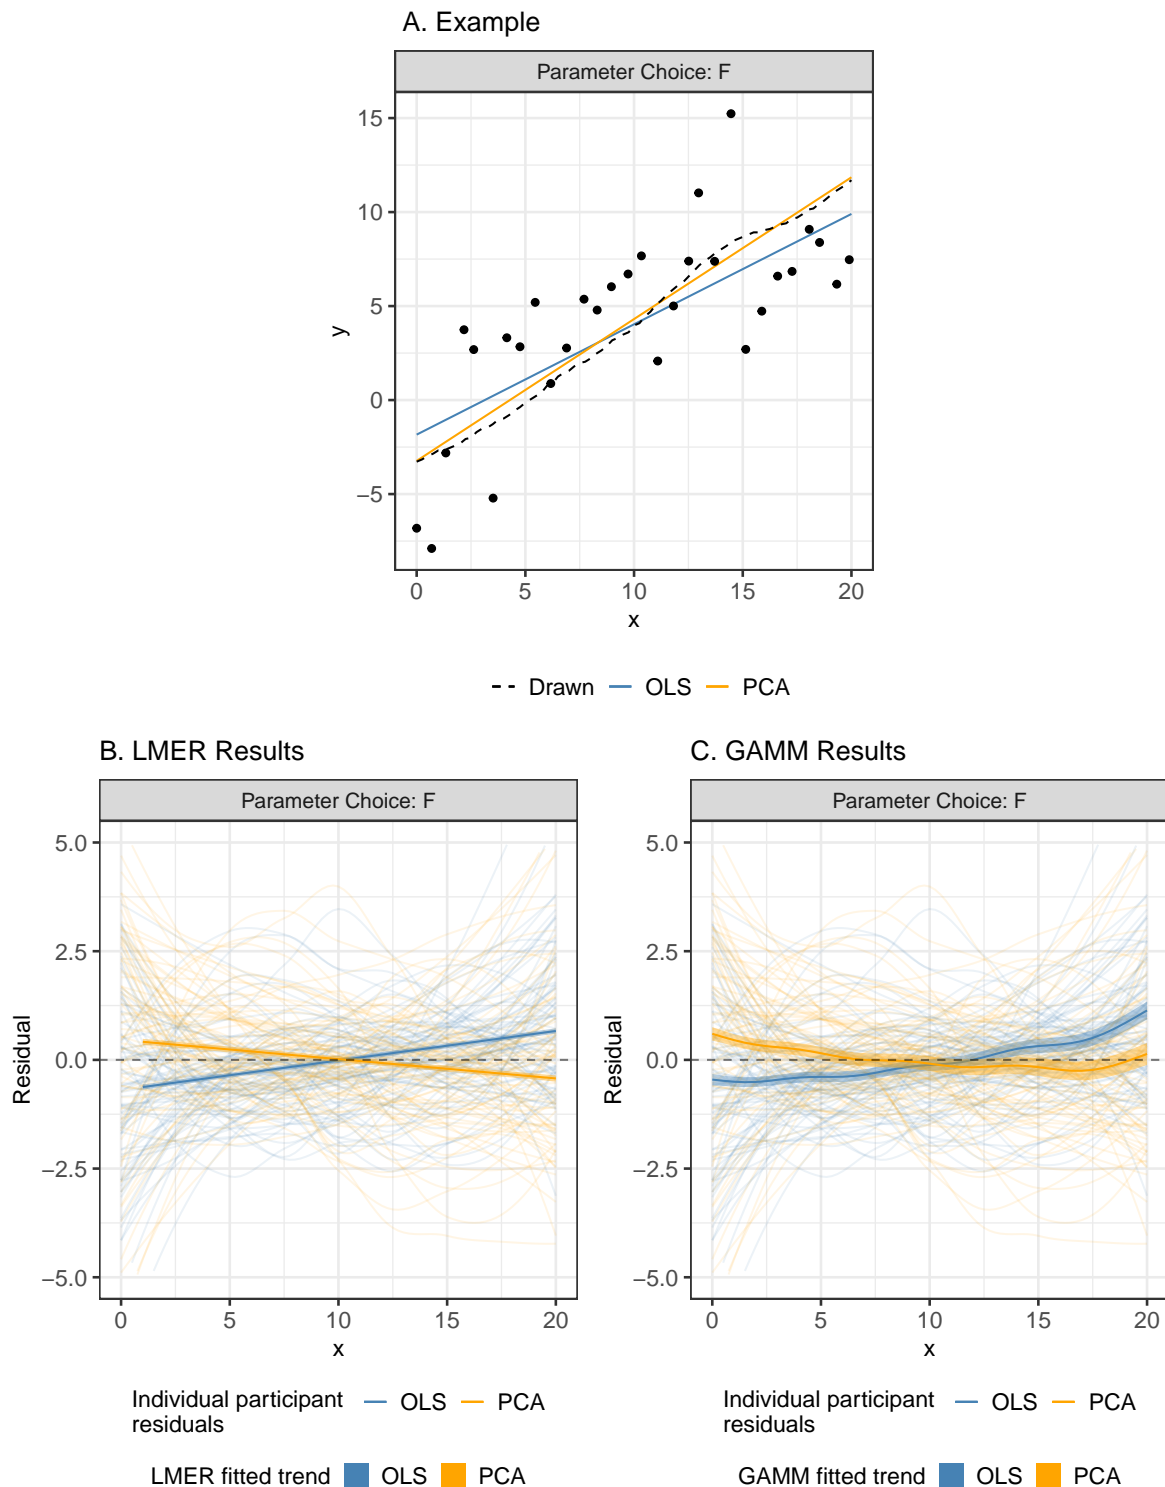 A. Example
Parameter Choice: F
15
10
5
0
−5
y
0 5 10 15 20
x
Drawn OLS PCA
B. LMER Results
Parameter Choice: F
5.0
2.5
0.0
−2.5
−5.0
Residual
0 5 10 15 20
x
Individual participant
residuals
OLS PCA
LMER fitted trend OLS PCA
C. GAMM Results
Parameter Choice: F
5.0
2.5
0.0
−2.5
−5.0
Residual
0 5 10 15 20
x
Individual participant
residuals
OLS PCA
GAMM fitted trend OLS PCA